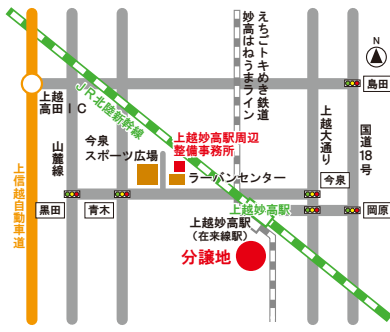 えちごトキめき鉄道
妙高はねうまライン
N
JR北陸新幹線
島田
上越
高田IC
上越大通り
国道18号
山麓線
今泉
スポーツ広場
上越妙高駅周辺
整備事務所
ラーバンセンター
今泉
上信越自動車道
黒田
青木
上越妙高駅
岡原
上越妙高駅
(在来線駅)
分譲地